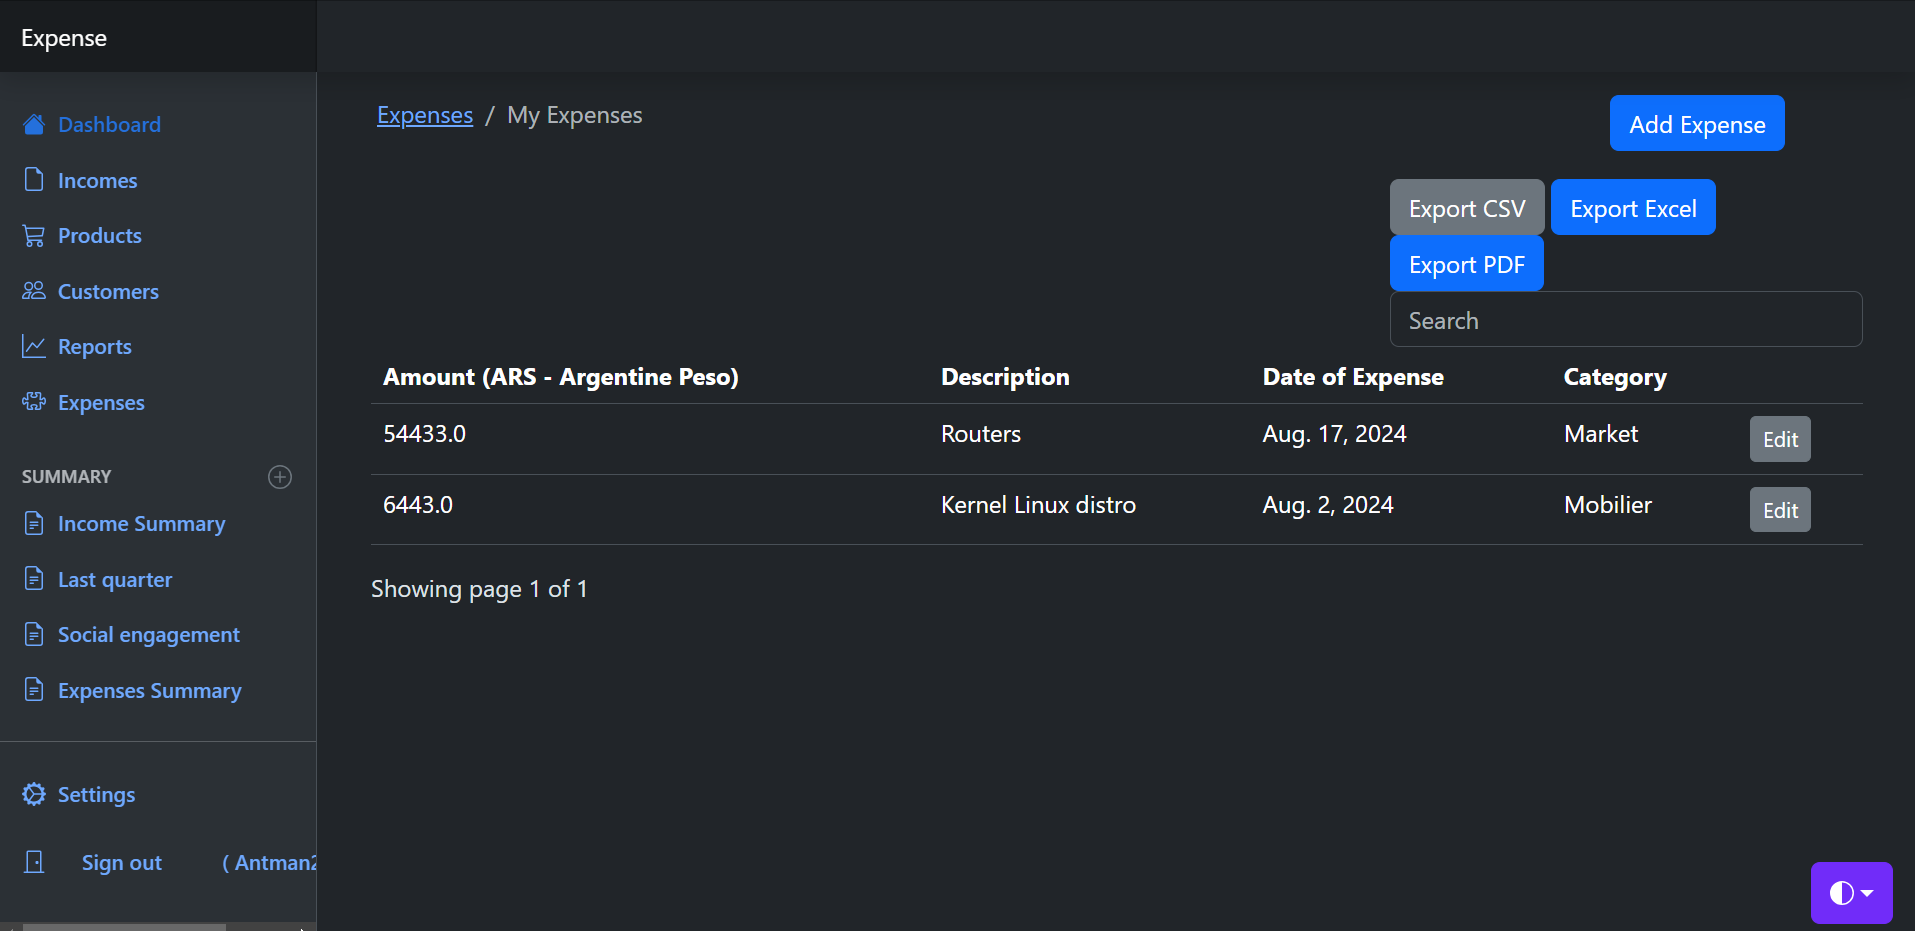 Expense
Dashboard
Incomes
Products
Customers
Reports
Expenses
SUMMARY
Income Summary
Last quarter
Social engagement
Expenses Summary
Settings
Sign out ( Antman2
Expenses / My Expenses
Add Expense
Export CSV Export Excel
Export PDF
Search
Amount (ARS - Argentine Peso) Description Date of Expense Category
54433.0 Routers Aug. 17, 2024 Market Edit
6443.0 Kernel Linux distro Aug. 2, 2024 Mobilier Edit
Showing page 1 of 1